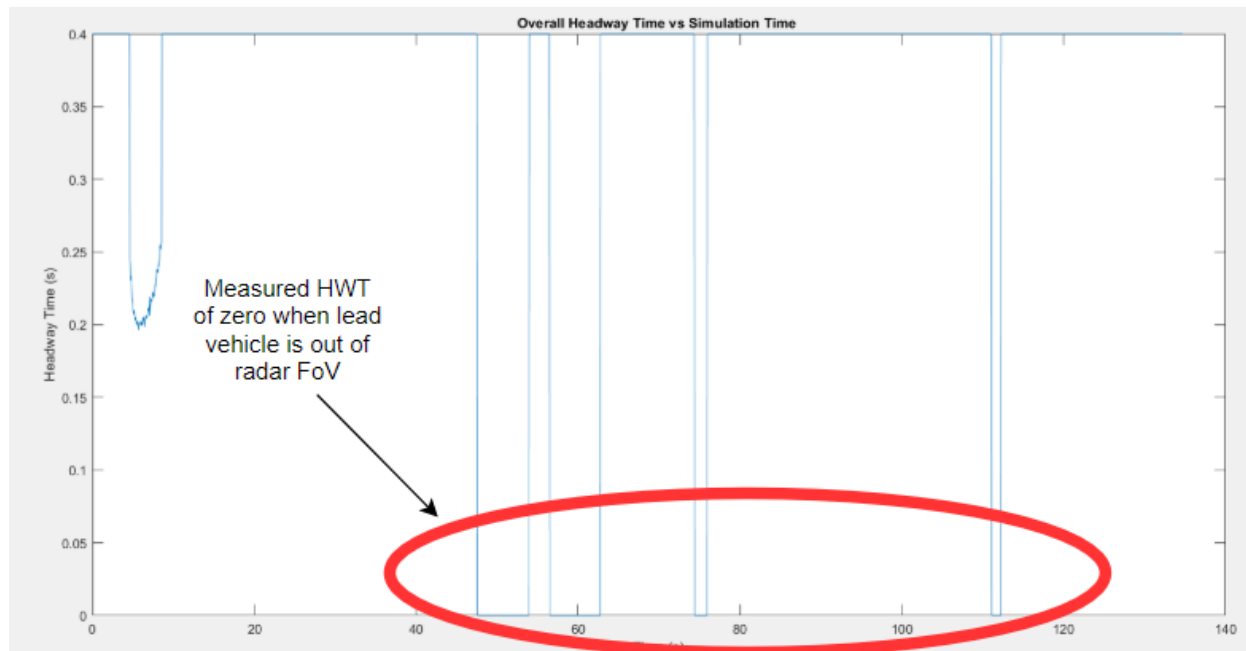 Overall Headway Time vs Simulation Time
0.4
0.35
0.3
0.25
0.2
0.15
0.1
0.05
0
Headway Time (s)
Measured HWT
of zero when lead
vehicle is out of
radar FoV
0 20 40 60 80 100 120 140